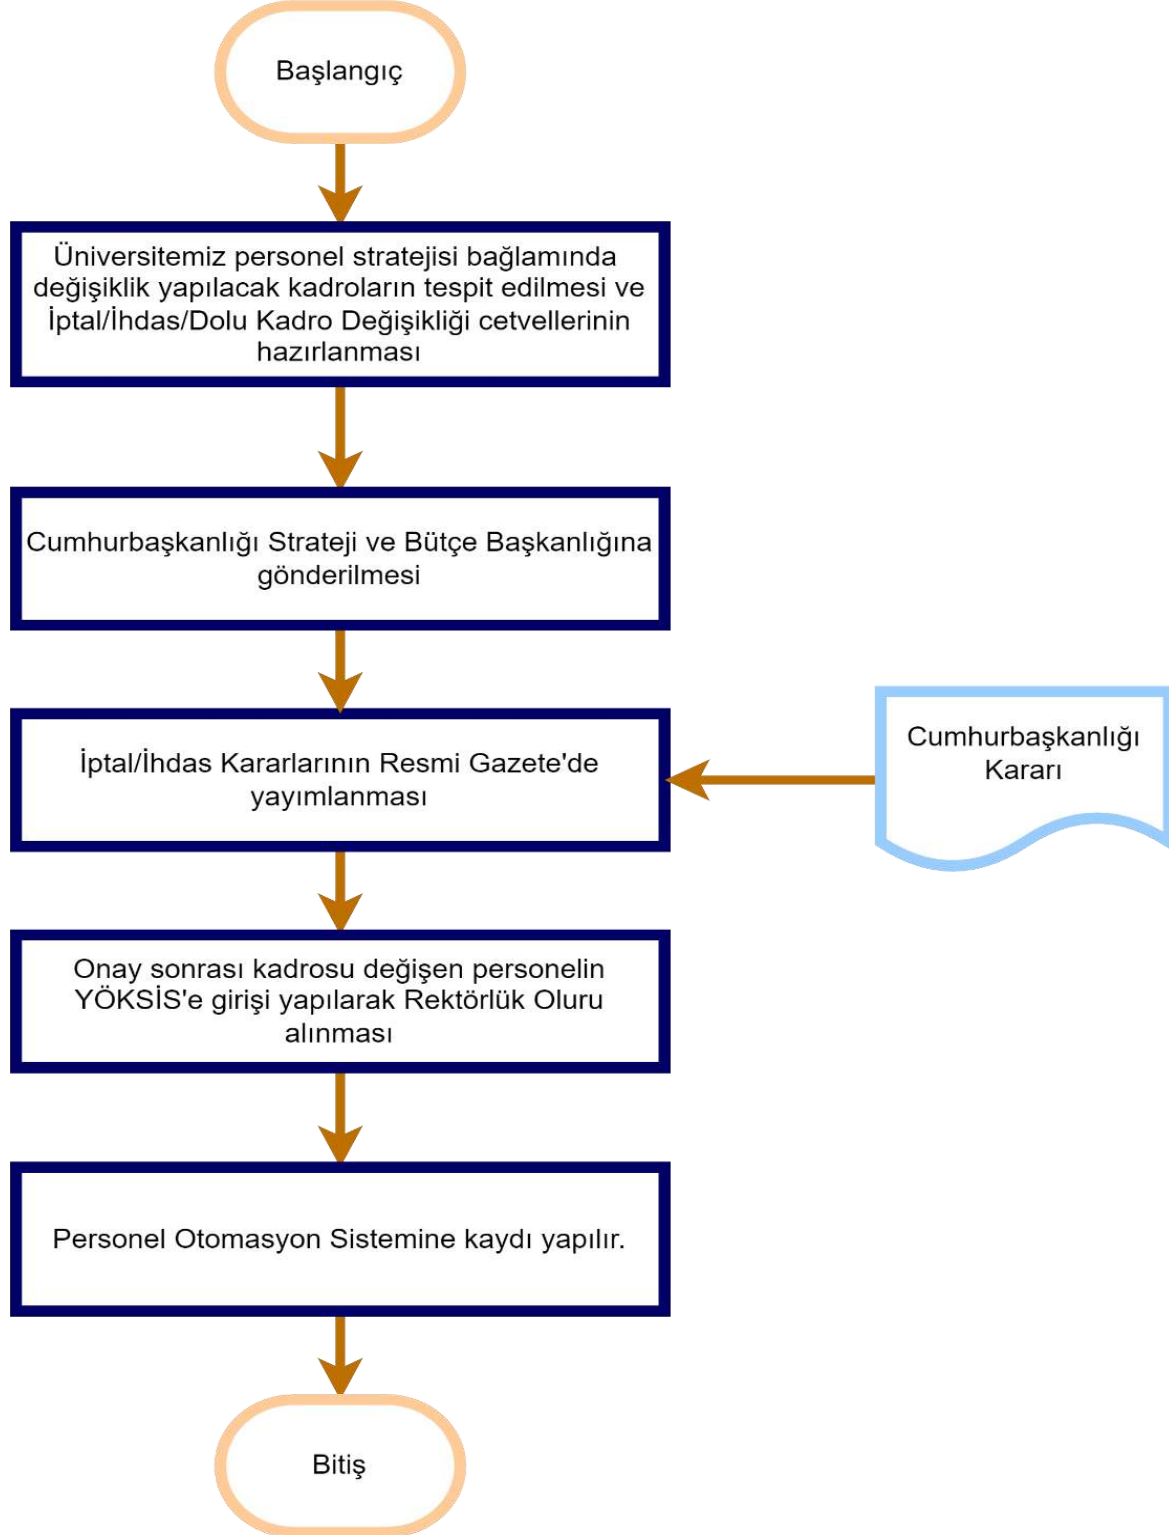 Başlangıç
Üniversitemiz personel stratejisi bağlamında
değişiklik yapılacak kadroların tespit edilmesi ve
İptal/İhdas/Dolu Kadro Değişikliği cetvellerinin
hazırlanması
Cumhurbaşkanlığı Strateji ve Bütçe Başkanlığına
gönderilmesi
İptal/İhdas Kararlarının Resmi Gazete'de
yayımlanması
Cumhurbaşkanlığı
Kararı
Onay sonrası kadrosu değişen personelin
YÖKSİS'e girişi yapılarak Rektörlük Oluru
alınması
Personel Otomasyon Sistemine kaydı yapılır.
Bitiş